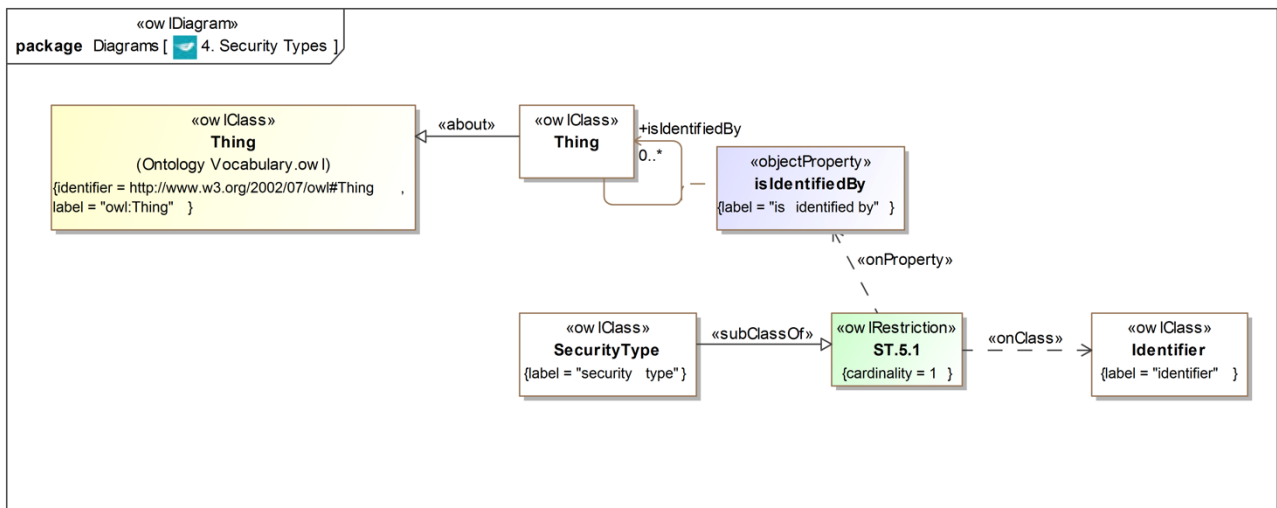 «owlDiagram»
package Diagrams [ 4. Security Types ]
«owlClass»
Thing
(Ontology Vocabulary.owl)
{identifier = http://www.w3.org/2002/07/owl#Thing ,
label = "owl:Thing" }
«about»
«owlClass»
Thing
+isIdentifiedBy
0..*
«objectProperty»
isIdentifiedBy
{label = "is identified by" }
«onProperty»
«owlClass»
SecurityType
{label = "security type"}
«subClassOf»
«owlRestriction»
ST.5.1
{cardinality = 1 }
«onClass»
«owlClass»
Identifier
{label = "identifier" }